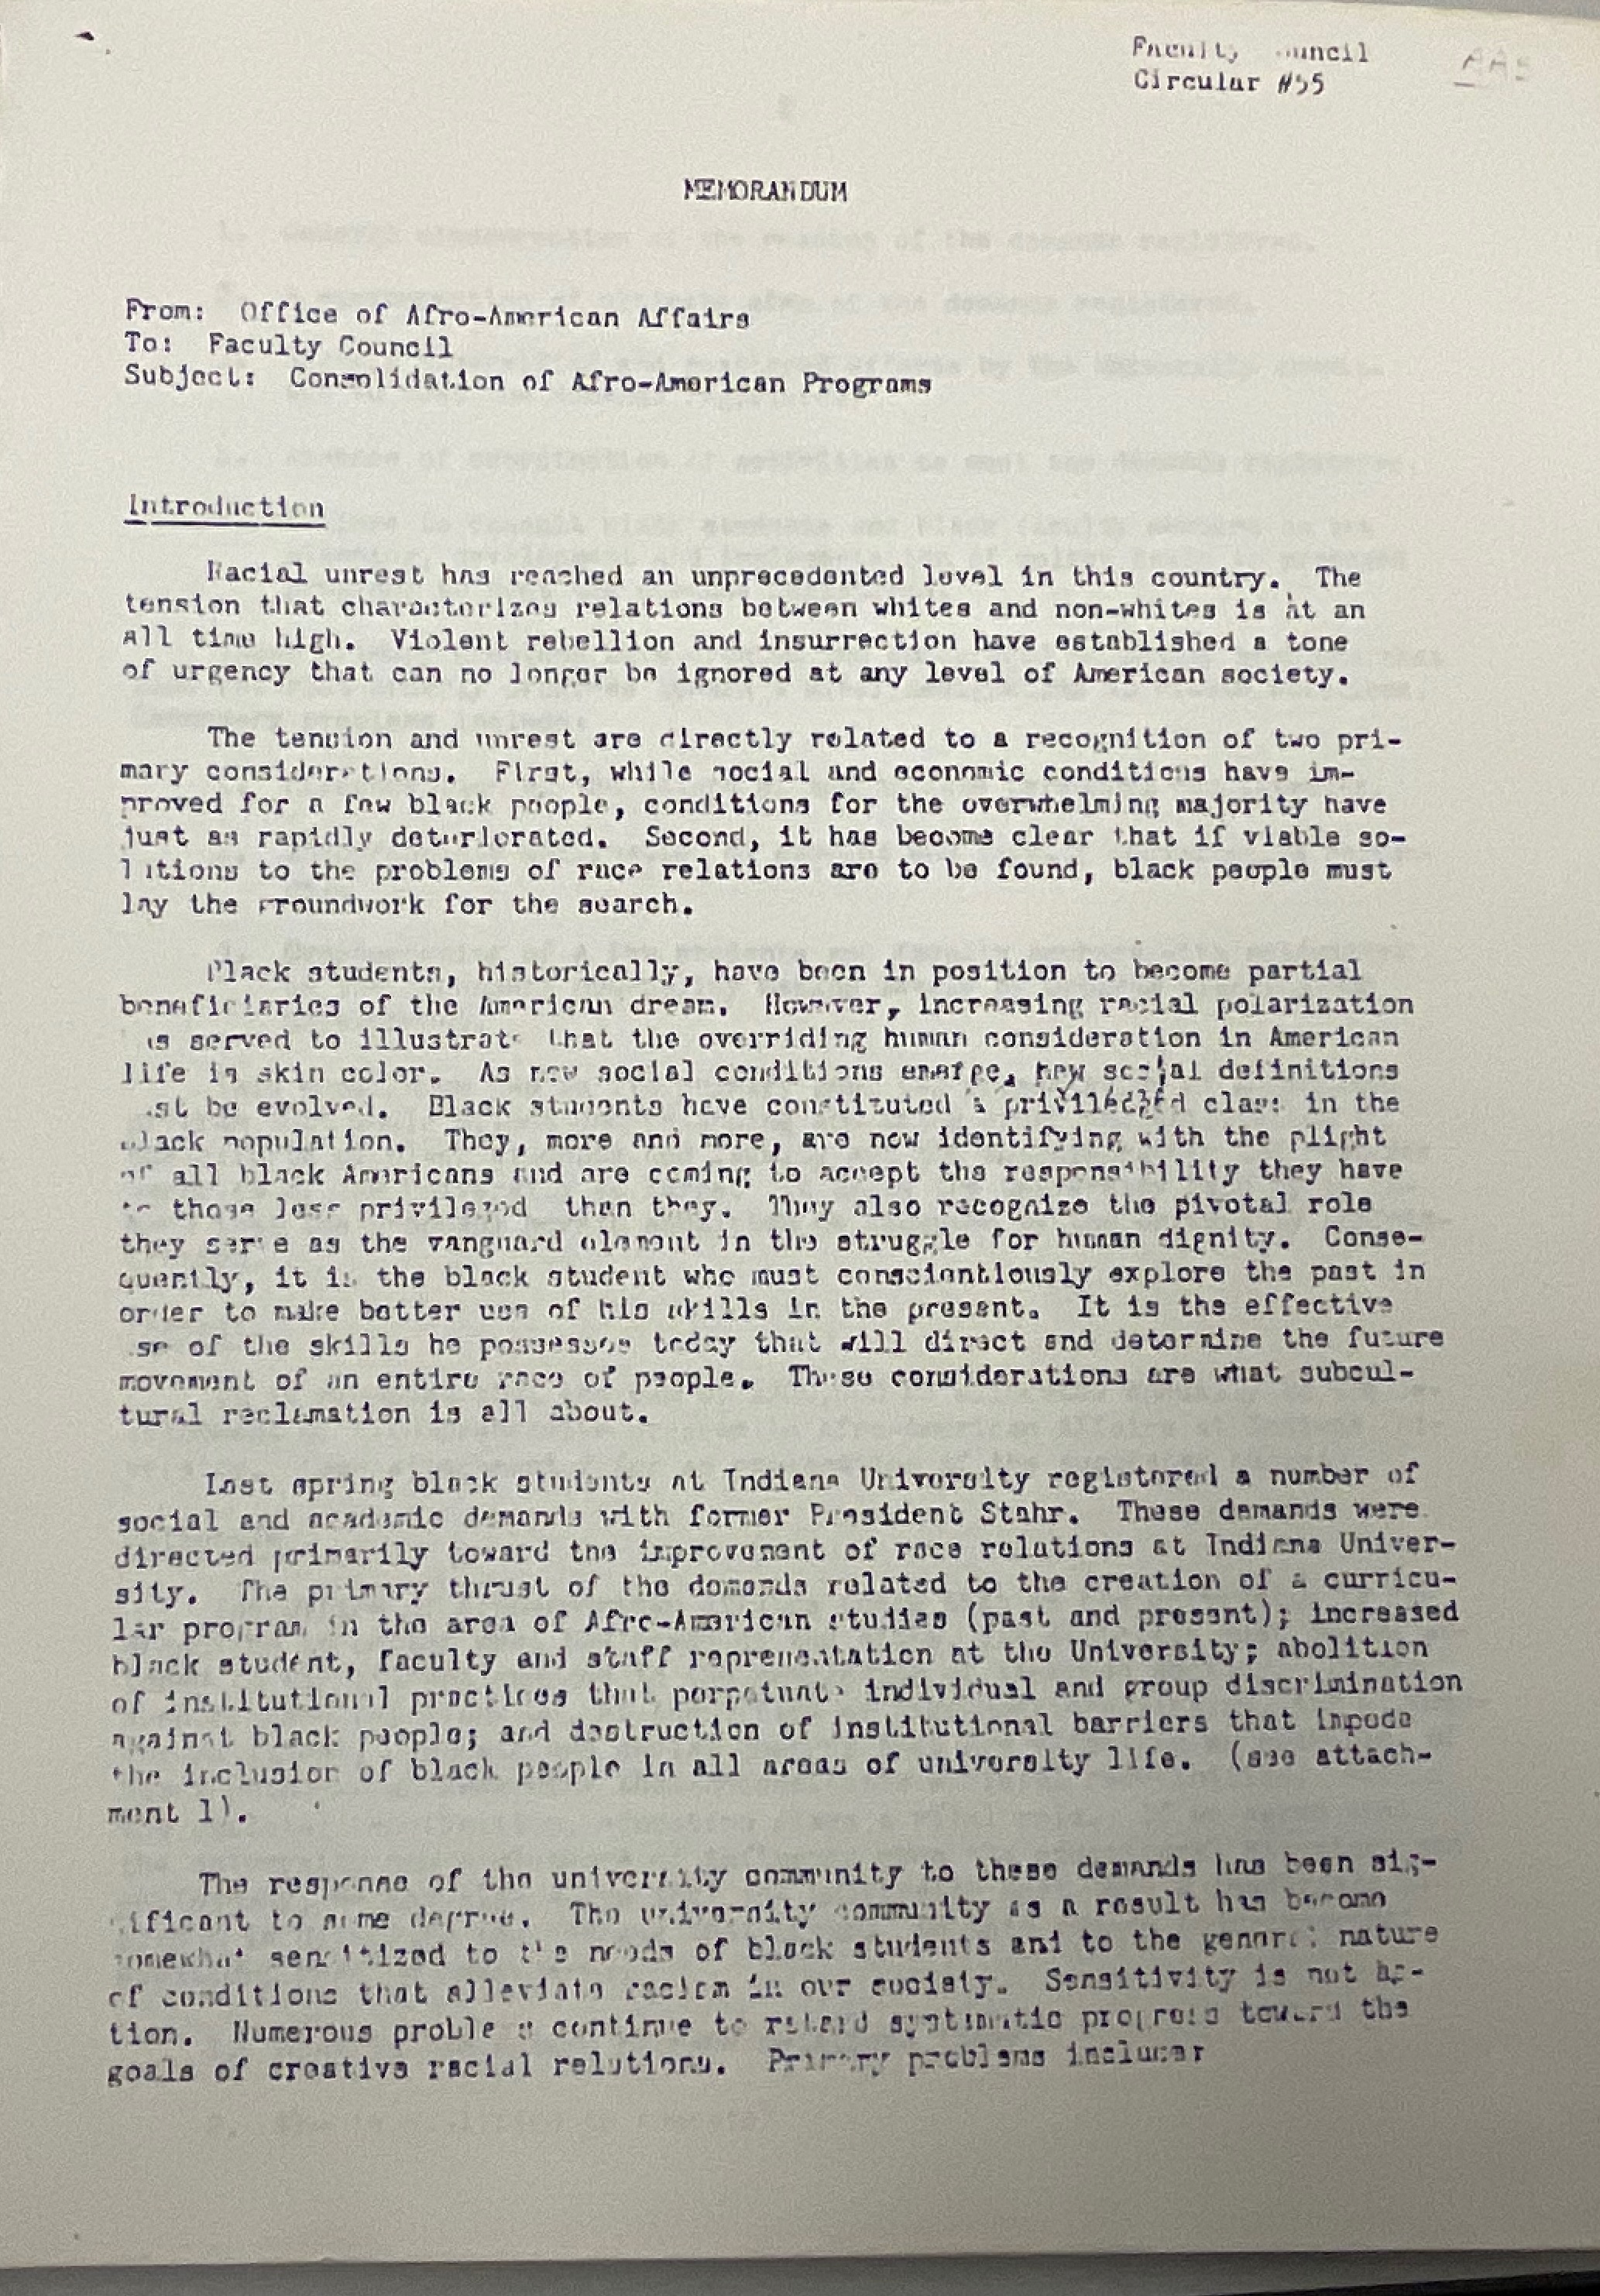 Faculty Council
Circular #55
AAS
MEMORANDUM
From: Office of Afro-American Affairs
To: Faculty Council
Subject: Consolidation of Afro-American Programs
Introduction
Racial unrest has reached an unprecedented level in this country. The
tension that characterizes relations between whites and non-whites is at an
all time high. Violent rebellion and insurrection have established a tone
of urgency that can no longer be ignored at any level of American society.
The tension and unrest are directly related to a recognition of two pri-
mary considerations. First, while social and economic conditions have im-
proved for a few black people, conditions for the overwhelming majority have
just as rapidly deteriorated. Second, it has become clear that if viable so-
lutions to the problems of race relations are to be found, black people must
lay the groundwork for the search.
Black students, historically, have been in position to become partial
beneficiaries of the American dream. However, increasing racial polarization
has served to illustrate that the overriding human consideration in American
life is skin color. As new social conditions emerge, new social definitions
must be evolved. Black students have constituted a priviledged class in the
black population. They, more and more, are now identifying with the plight
of all black Americans and are coming to accept the responsibility they have
to those less privileged than they. They also recognize the pivotal role
they serve as the vanguard element in the struggle for human dignity. Conse-
quently, it is the black student who must conscientiously explore the past in
order to make better use of his skills in the present. It is the effective
use of the skills he possesses today that will direct and determine the future
movement of an entire race of people. These considerations are what subcul-
tural reclamation is all about.
Last spring black students at Indiana University registered a number of
social and academic demands with former President Stahr. These demands were
directed primarily toward the improvement of race relations at Indiana Univer-
sity. The primary thrust of the demands related to the creation of a curricu-
lar program in the area of Afro-American studies (past and present); increased
black student, faculty and staff representation at the University; abolition
of institutional practices that perpetuate individual and group discrimination
against black people; and destruction of institutional barriers that impede
the inclusion of black people in all areas of university life. (see attach-
ment 1).
The response of the university community to these demands has been sig-
nificant to some degree. The university community as a result has become
somewhat sensitized to the needs of black students and to the general nature
of conditions that alleviate racism in our society. Sensitivity is not ac-
tion. Numerous problems continue to retard systematic progress toward the
goals of creative racial relations. Primary problems include: